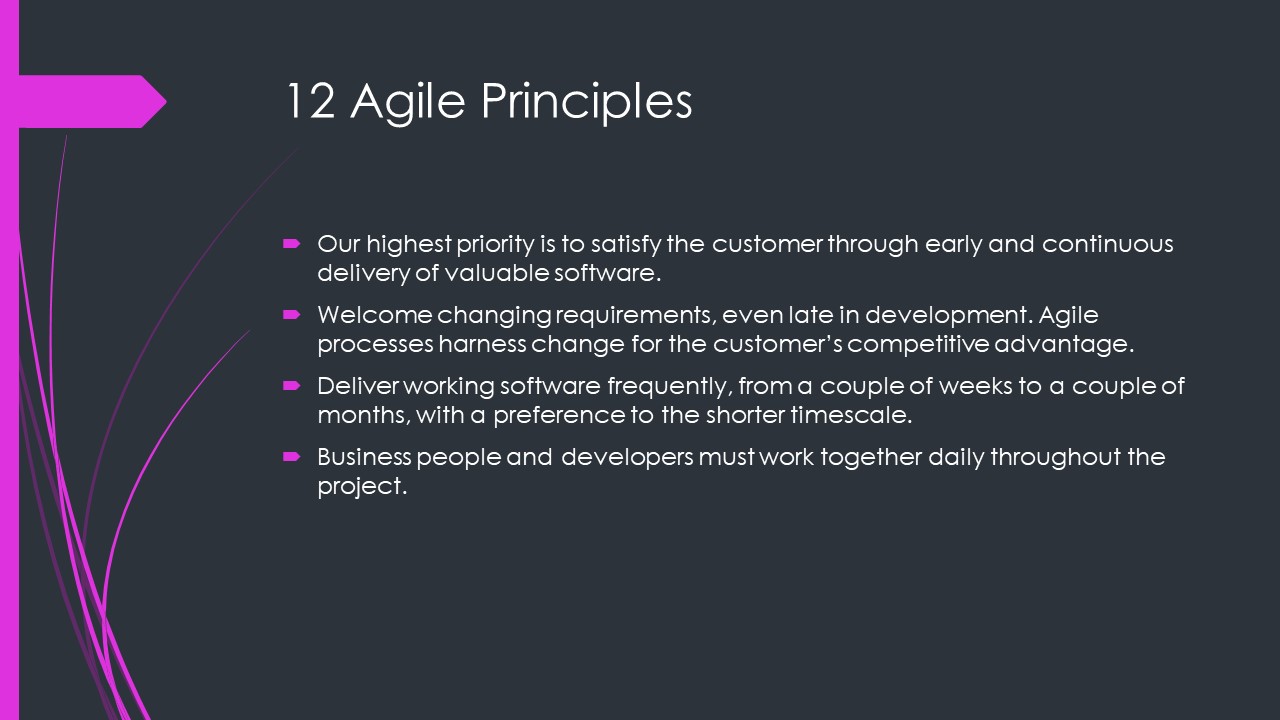 12 Agile Principles
Our highest priority is to satisfy the customer through early and continuous
delivery of valuable software.
Welcome changing requirements, even late in development. Agile
processes harness change for the customer’s competitive advantage.
Deliver working software frequently, from a couple of weeks to a couple of
months, with a preference to the shorter timescale.
Business people and developers must work together daily throughout the
project.